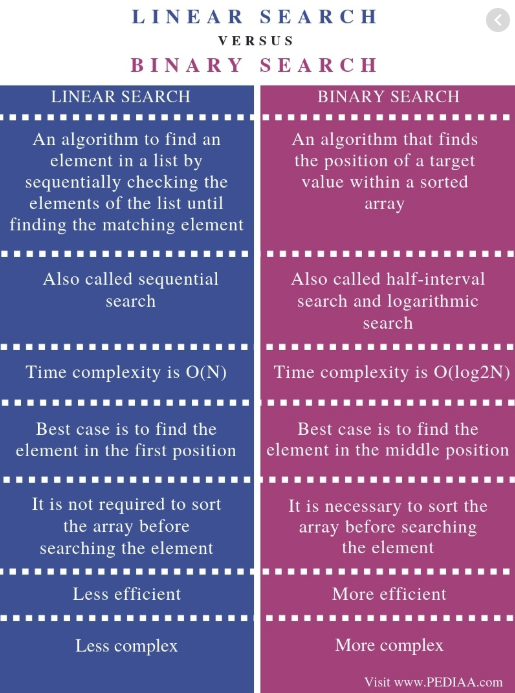 LINEAR SEARCH
VERSUS
BINARY SEARCH
LINEAR SEARCH
BINARY SEARCH
An algorithm to find an
element in a list by
sequentially checking the
elements of the list until
finding the matching element
An algorithm that finds
the position of a target
value within a sorted
array
Also called sequential
search
Also called half-interval
search and logarithmic
search
Time complexity is O(N)
Time complexity is O(log2N)
Best case is to find the
element in the first position
Best case is to find the
element in the middle position
It is not required to sort
the array before
searching the element
It is necessary to sort the
array before searching
the element
Less efficient
More efficient
Less complex
More complex
Visit www.PEDIAA.com